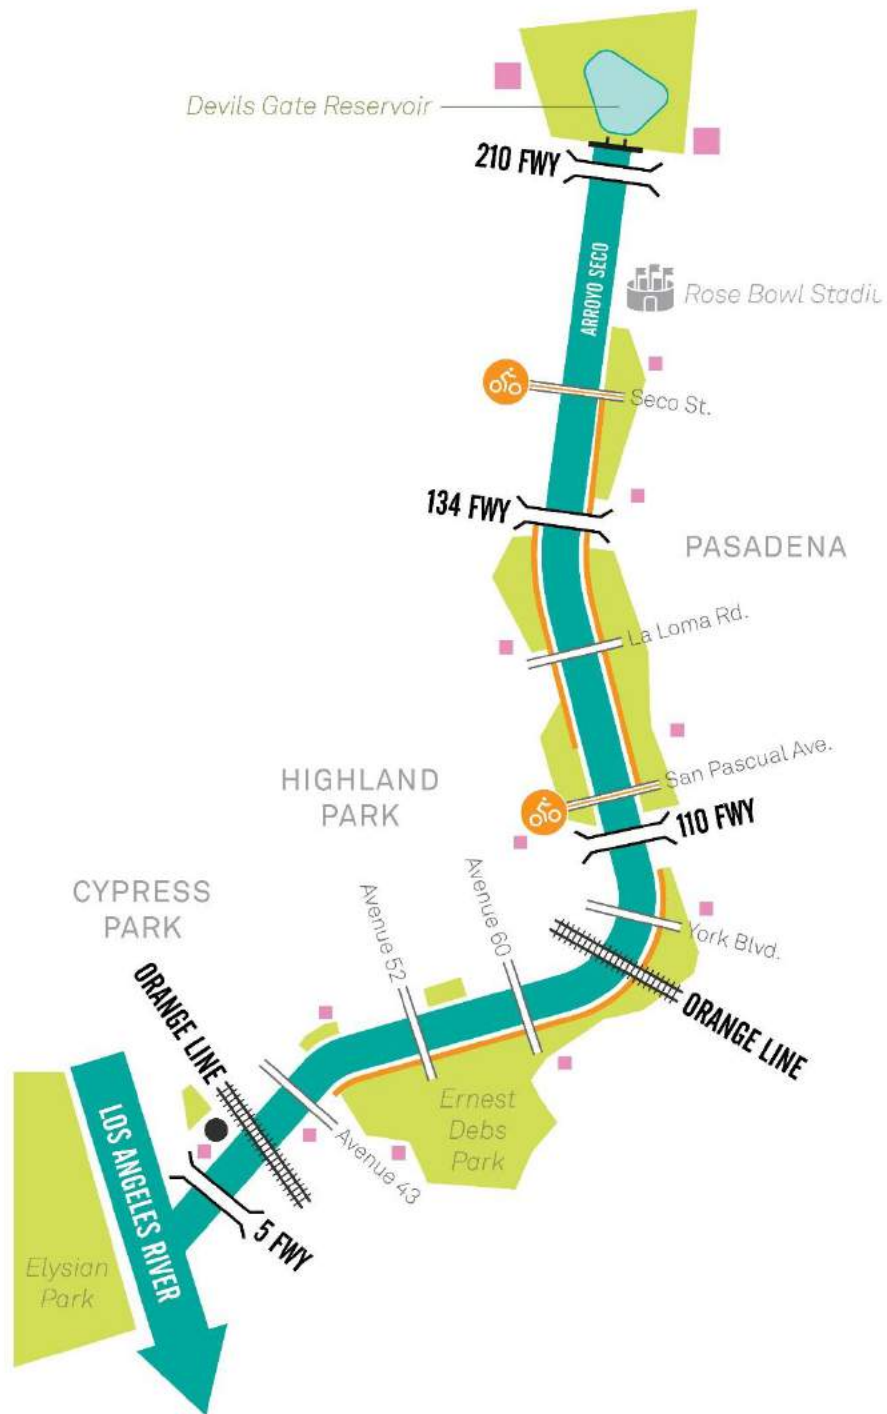 Devils Gate Reservoir
210 FWY
ARROYO SECO
Rose Bowl Stadiu
Seco St.
134 FWY
PASADENA
La Loma Rd.
San Pascual Ave.
HIGHLAND
PARK
110 FWY
CYPRESS
PARK
Avenue 52
Avenue 60
York Blvd.
ORANGE LINE
ORANGE LINE
Ernest
Debs
Park
Avenue 43
LOS ANGELES RIVER
5 FWY
Elysian
Park